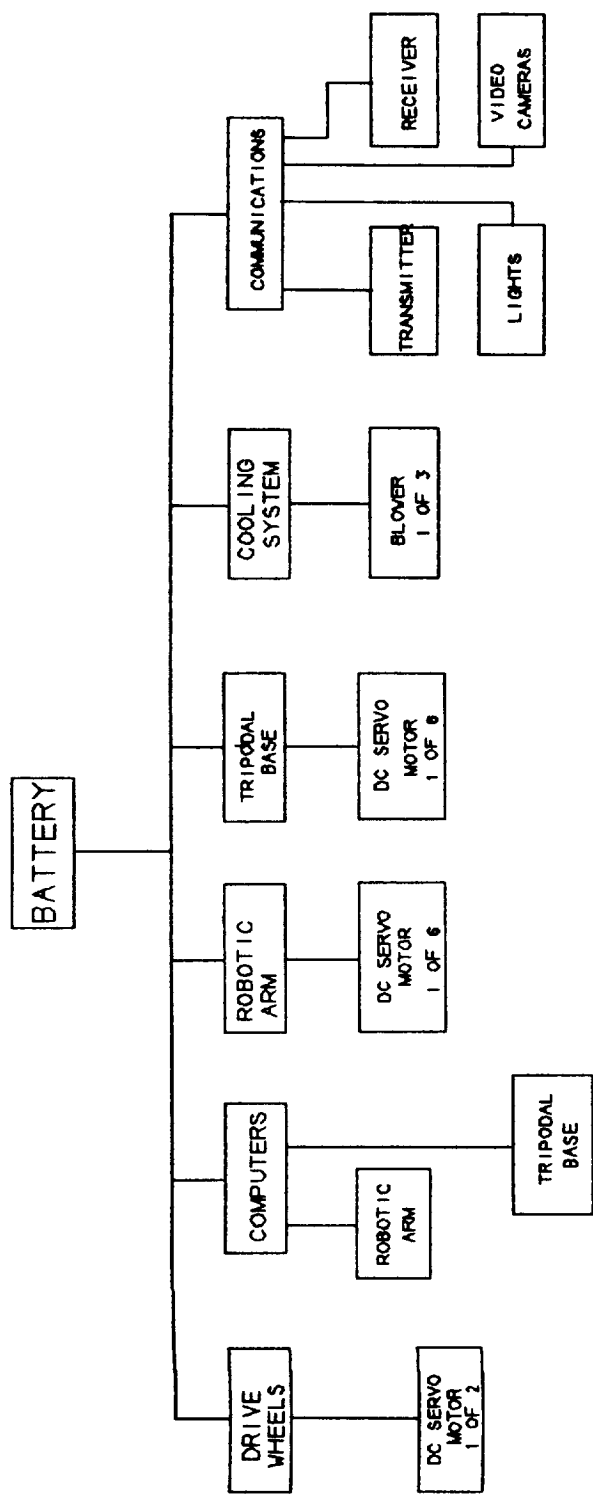 BATTERY
DRIVE
WHEELS
COMPUTERS
ROBOTIC
ARM
TRIPODAL
BASE
COOLING
SYSTEM
COMMUNICATIONS
DC SERVO
MOTOR
1 OF 2
ROBOTIC
ARM
TRIPODAL
BASE
DC SERVO
MOTOR
1 OF 6
DC SERVO
MOTOR
1 OF 6
BLOWER
1 OF 3
TRANSMITTER
RECEIVER
LIGHTS
VIDEO
CAMERAS